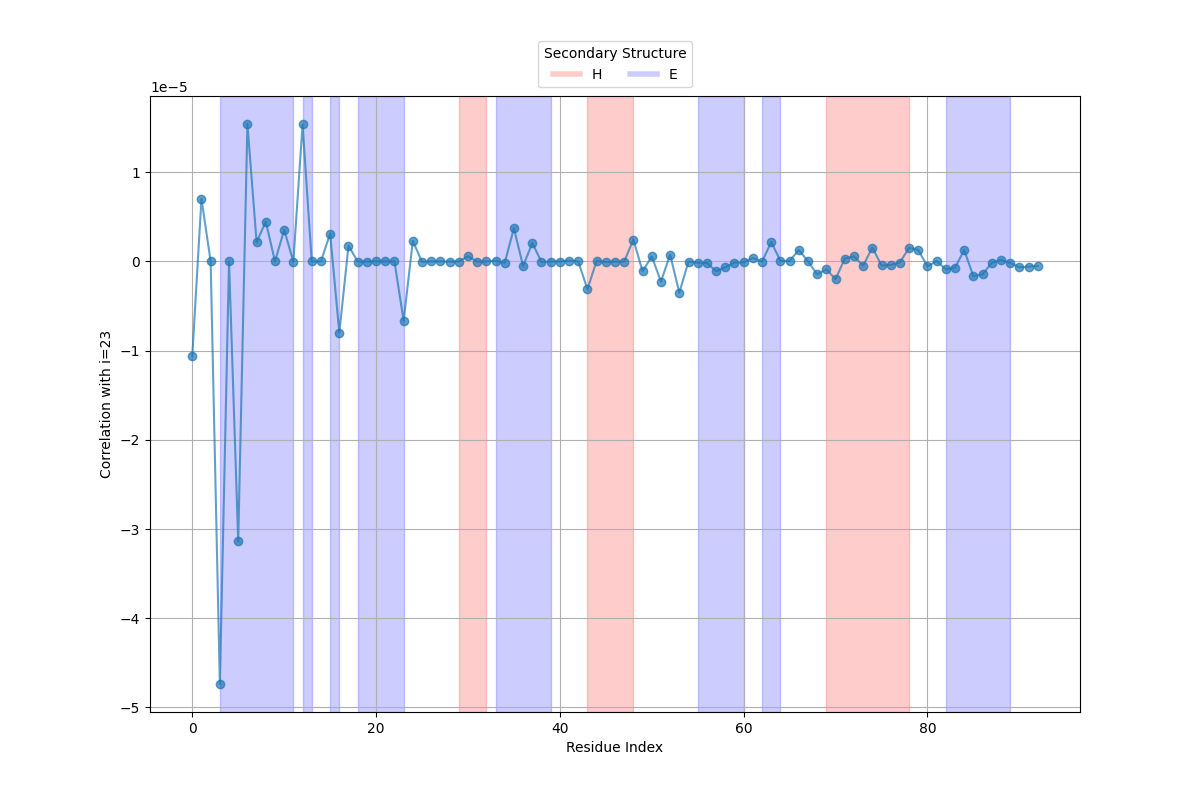 Secondary Structure
H E
1e−5
1
0
−1
−2
−3
−4
−5
Correlation with i=23
0 20 40 60 80
Residue Index